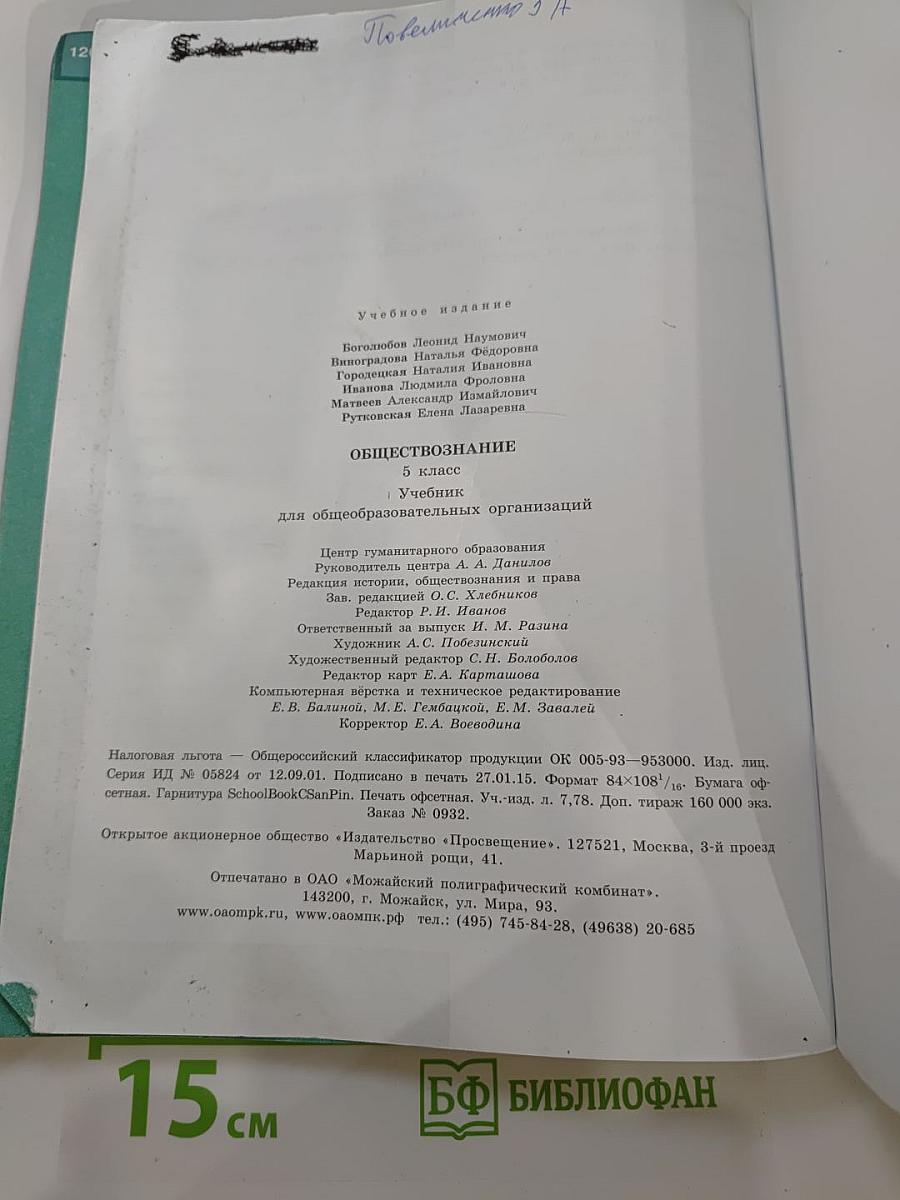 Учебное издание
Боголюбов Леонид Наумович
Виноградова Наталья Фёдоровна
Городецкая Наталия Ивановна
Иванова Людмила Фроловна
Матвеев Александр Измайлович
Рутковская Елена Лазаревна
ОБЩЕСТВОЗНАНИЕ
5 класс
Учебник
для общеобразовательных организаций
Центр гуманитарного образования
Руководитель центра А. А. Данилов
Редакция истории, обществознания и права
Зав. редакцией О. С. Хлебников
Редактор Р. И. Иванов
Ответственный за выпуск И. М. Разина
Художник А. С. Побезинский
Художественный редактор С. Н. Болоболов
Редактор карт Е. А. Карташова
Компьютерная вёрстка и техническое редактирование
Е. В. Балиной, М. Е. Гембацкой, Е. М. Завалей
Корректор Е. А. Воеводина
Налоговая льгота — Общероссийский классификатор продукции ОК 005-93—953000. Изд. лиц.
Серия ИД № 05824 от 12.09.01. Подписано в печать 27.01.15. Формат 84×108¹/₁₆. Бумага оф-
сетная. Гарнитура SchoolBookCSanPin. Печать офсетная. Уч.-изд. л. 7,78. Доп. тираж 160 000 экз.
Заказ № 0932.
Открытое акционерное общество «Издательство «Просвещение». 127521, Москва, 3-й проезд
Марьиной рощи, 41.
Отпечатано в ОАО «Можайский полиграфический комбинат».
143200, г. Можайск, ул. Мира, 93.
www.oaompk.ru, www.оаомпк.рф тел.: (495) 745-84-28, (49638) 20-685
15 см
БФ БИБЛИОФАН